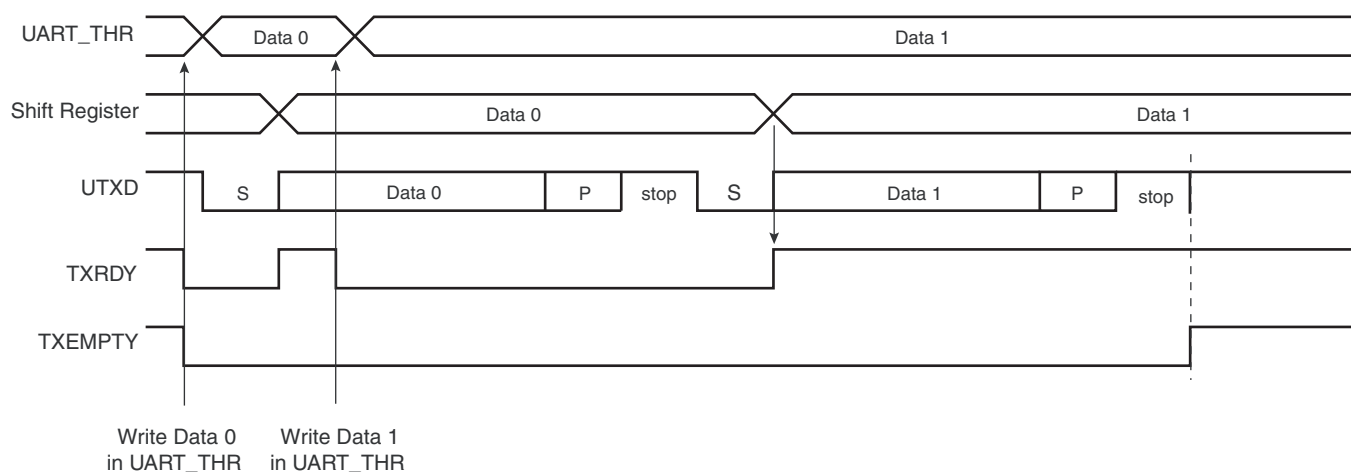 UART_THR
Data 0
Data 1
Shift Register
Data 0
Data 1
UTXD
S
Data 0
P
stop
S
Data 1
P
stop
TXRDY
TXEMPTY
Write Data 0
in UART_THR
Write Data 1
in UART_THR